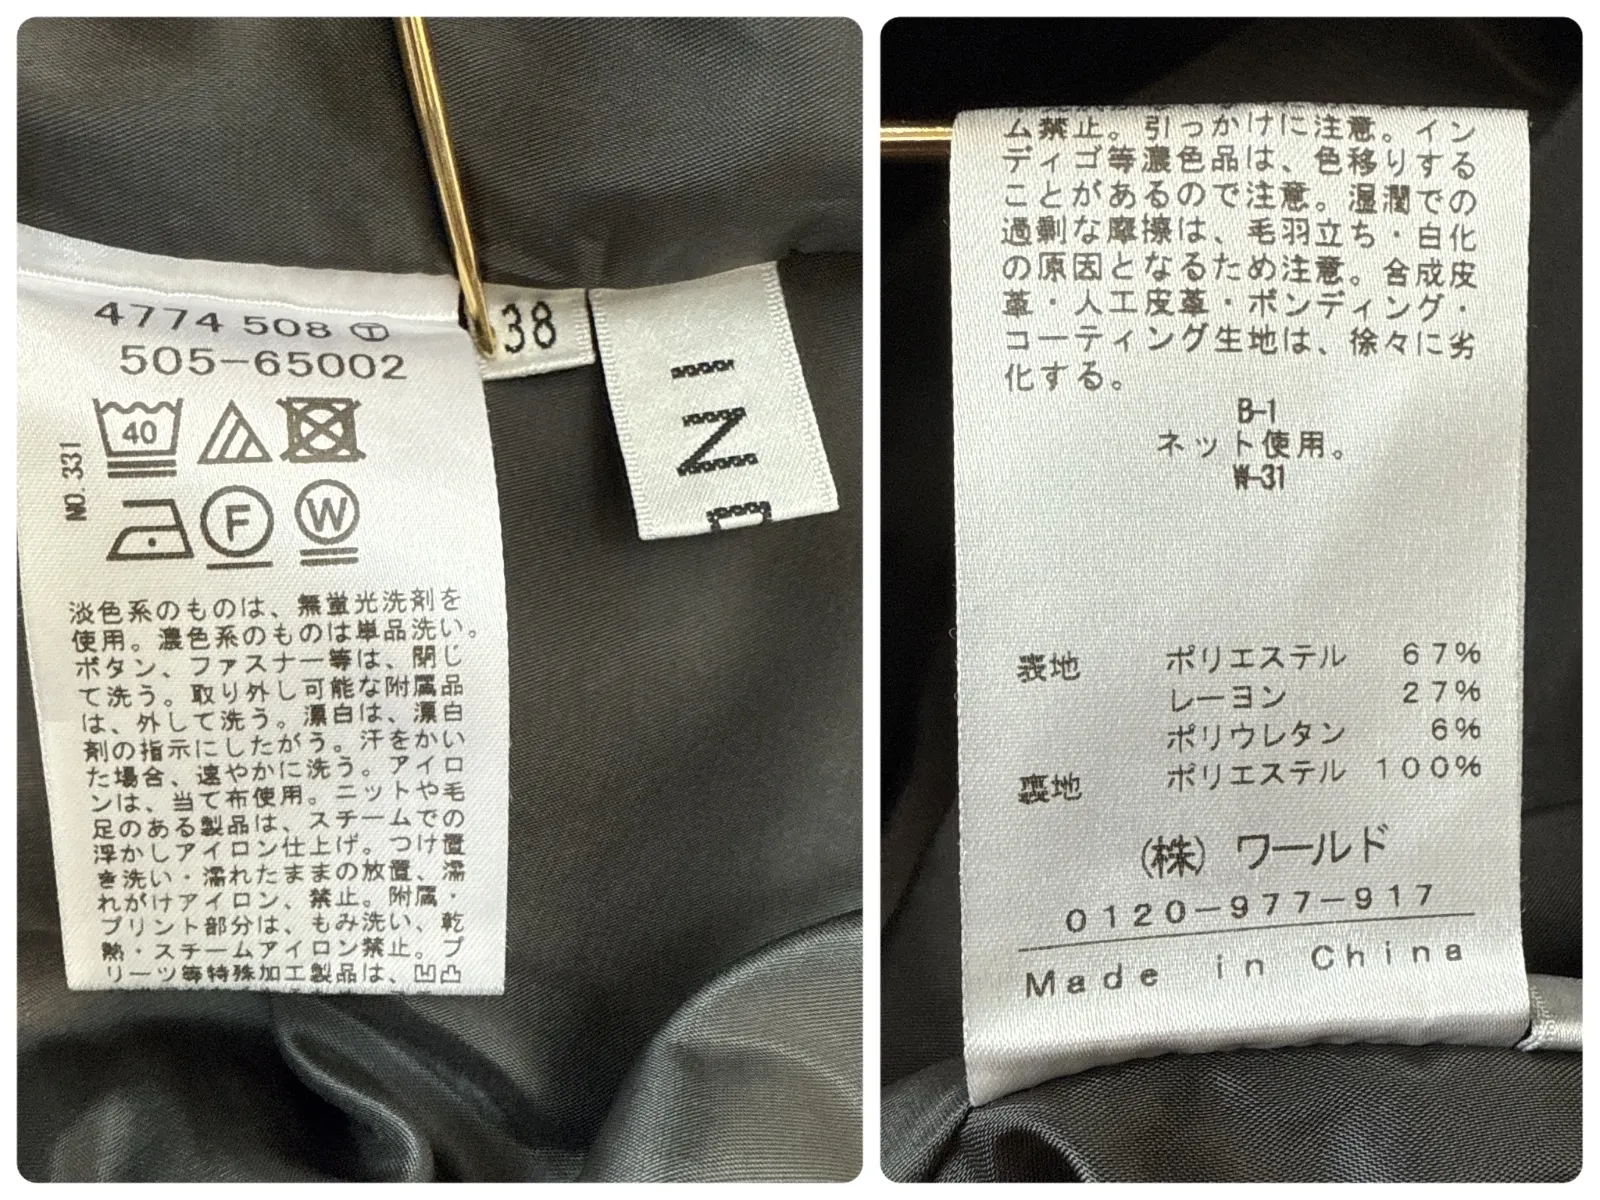 4774 508 Ⓣ
505-65002
NO.331
40
F
W
淡色系のものは、無蛍光洗剤を
使用。濃色系のものは単品洗い。
ボタン、ファスナー等は、閉じ
て洗う。取り外し可能な附属品
は、外して洗う。漂白は、漂白
剤の指示にしたがう。汗をかい
た場合、速やかに洗う。アイロ
ンは、当て布使用。ニットや毛
足のある製品は、スチームでの
浮かしアイロン仕上げ。つけ置
き洗い・濡れたままの放置、濡
れがけアイロン、禁止。附属・
プリント部分は、もみ洗い、乾
熱・スチームアイロン禁止。プ
リーツ等特殊加工製品は、凹凸
38
IN
ム禁止。引っかけに注意。イン
ディゴ等濃色品は、色移りする
ことがあるので注意。湿潤での
過剰な摩擦は、毛羽立ち・白化
の原因となるため注意。合成皮
革・人工皮革・ボンディング・
コーティング生地は、徐々に劣
化する。
B-1
ネット使用。
W-31
表地 ポリエステル 67%
レーヨン 27%
ポリウレタン 6%
裏地 ポリエステル 100%
(株) ワールド
0120-977-917
Made in China